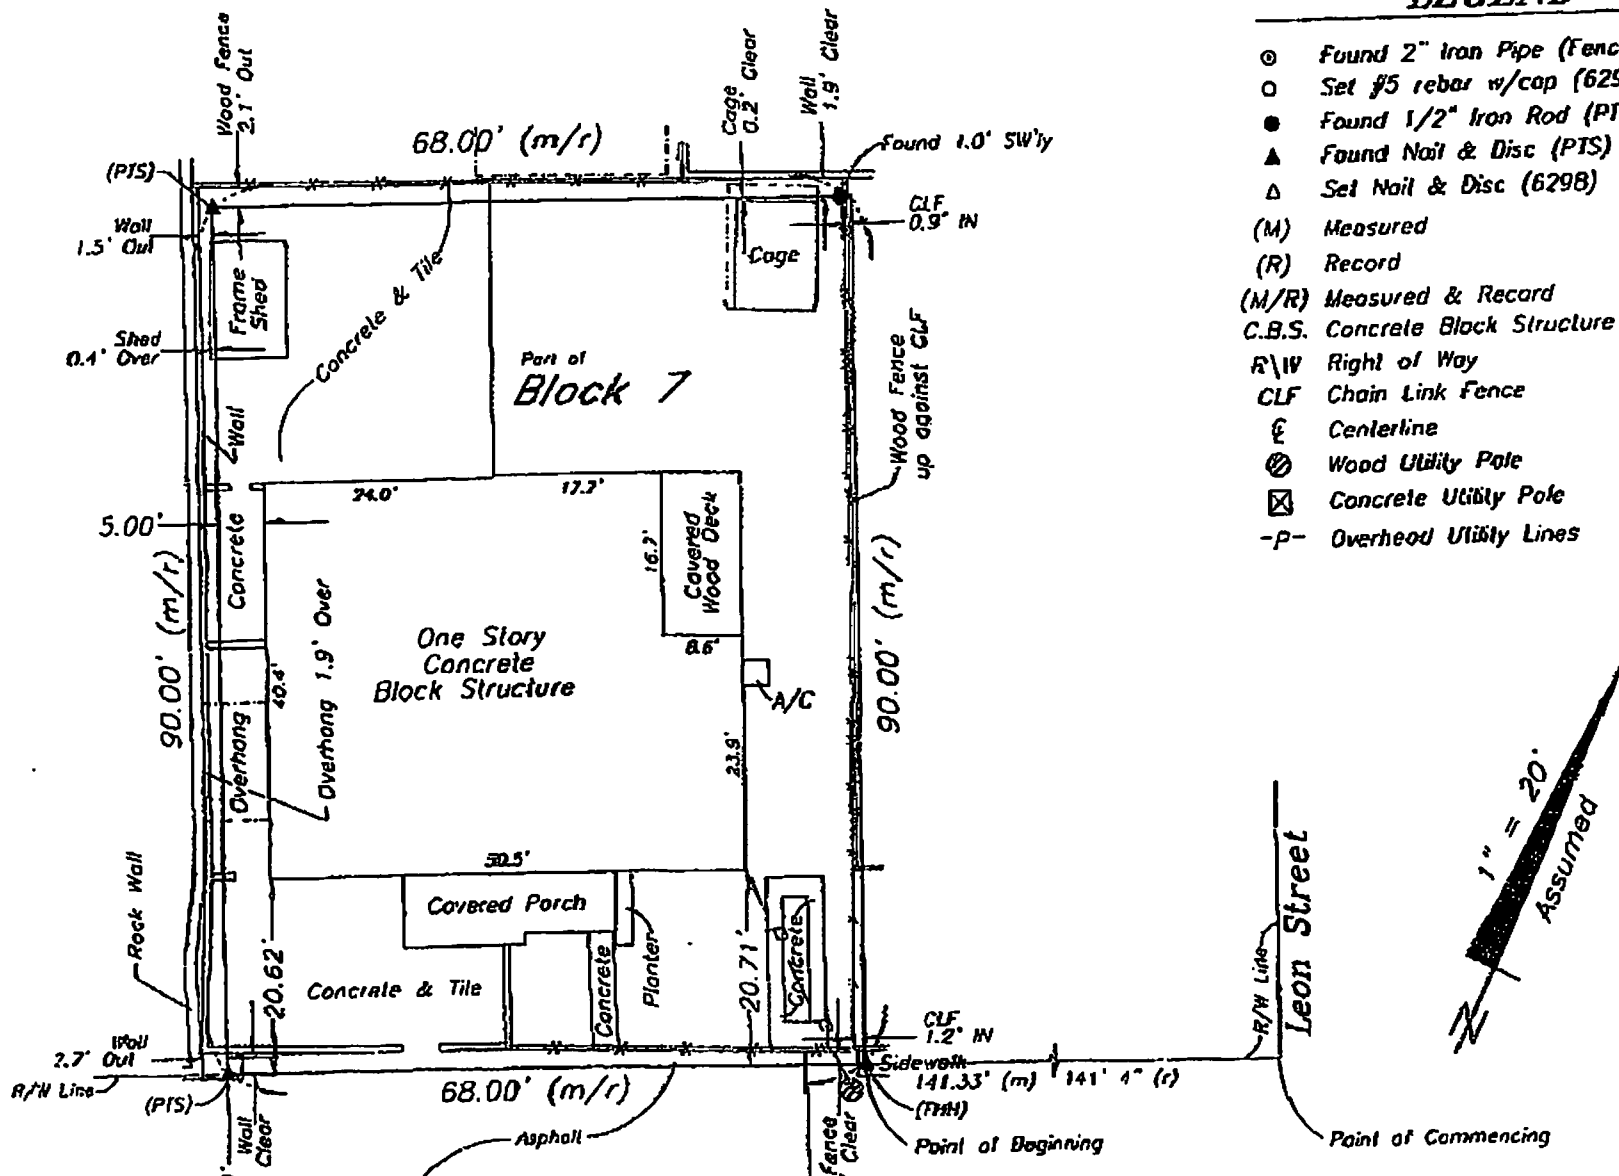 LEGEND
Found 2" Iron Pipe (Fenc
Set #5 rebar w/cap (629
Found 1/2" Iron Rod (PT
Found Nail & Disc (PTS)
Set Nail & Disc (6298)
(M) Measured
(R) Record
(M/R) Measured & Record
C.B.S. Concrete Block Structure
R\W Right of Way
CLF Chain Link Fence
℄ Centerline
Wood Utility Pole
Concrete Utility Pole
-P- Overhead Utility Lines
Wood Fence
2.1' Out
68.00' (m/r)
Cage
0.2' Clear
Wall
1.9' Clear
Found 1.0' SW'ly
(PTS)
Wall
1.5' Out
CLF
0.9' IN
Cage
Frame
Shed
Concrete & Tile
Shed
0.4' Over
Part of
Block 7
Wood Fence
up against CLF
Wall
24.0'
17.2'
5.00'
Concrete
16.2'
Covered
Wood Deck
8.6'
90.00' (m/r)
90.00' (m/r)
One Story
Concrete
Block Structure
40.4'
Overhang 1.9' Over
Overhang
A/C
23.9'
50.5'
1" = 20'
Assumed
N
Rock Wall
Covered Porch
20.62'
Concrete & Tile
Concrete
Planter
20.71'
Concrete
R/W Line
Leon Street
CLF
1.2' IN
Wall
2.7' Out
R/W Line
(PTS)
Wall
Clear
68.00' (m/r)
Sidewalk
141.33' (m) 141' 4" (r)
(FHH)
Fence
Clear
Asphalt
Point of Beginning
Point of Commencing